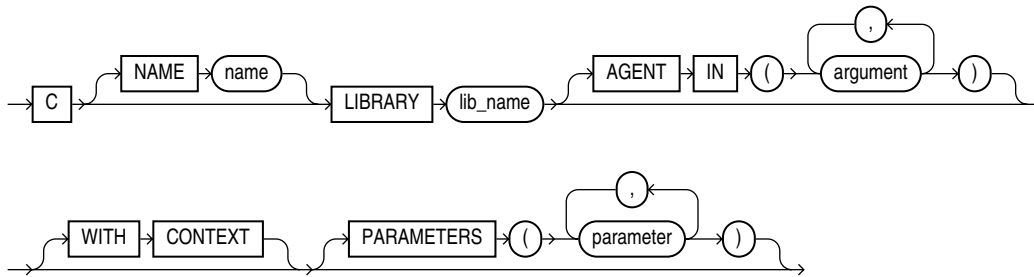 ,
NAME name AGENT IN ( argument )
C LIBRARY lib_name
,
WITH CONTEXT PARAMETERS ( parameter )